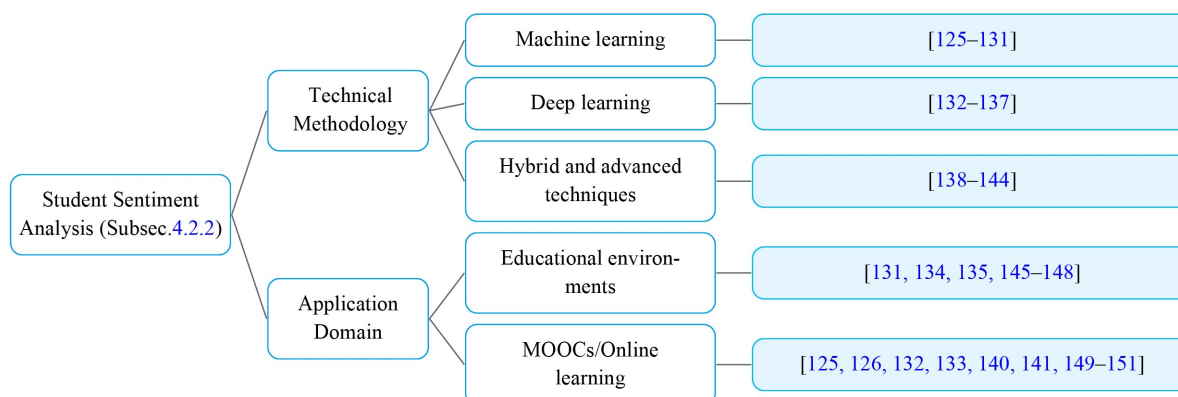 Student Sentiment
Analysis (Subsec.4.2.2)
Technical
Methodology
Machine learning
[125–131]
Deep learning
[132–137]
Hybrid and advanced
techniques
[138–144]
Application
Domain
Educational environ-
ments
[131, 134, 135, 145–148]
MOOCs/Online
learning
[125, 126, 132, 133, 140, 141, 149–151]